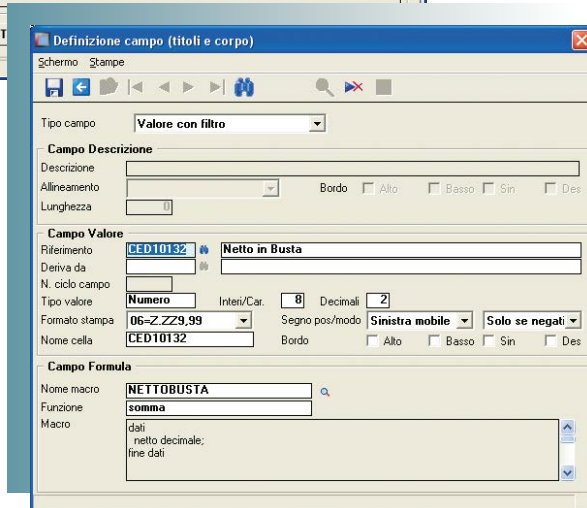 T
Definizione campo (titoli e corpo)
Schermo Stampe
Tipo campo Valore con filtro
Campo Descrizione
Descrizione
Allineamento Bordo Alto Basso Sin Des
Lunghezza 0
Campo Valore
Riferimento CED10132 Netto in Busta
Deriva da
N. ciclo campo
Tipo valore Numero Interi/Car. 8 Decimali 2
Formato stampa 06=Z.ZZ9,99 Segno pos/modo Sinistra mobile Solo se negati
Nome cella CED10132 Bordo Alto Basso Sin Des
Campo Formula
Nome macro NETTOBUSTA
Funzione somma
Macro dati
netto decimale;
fine dati